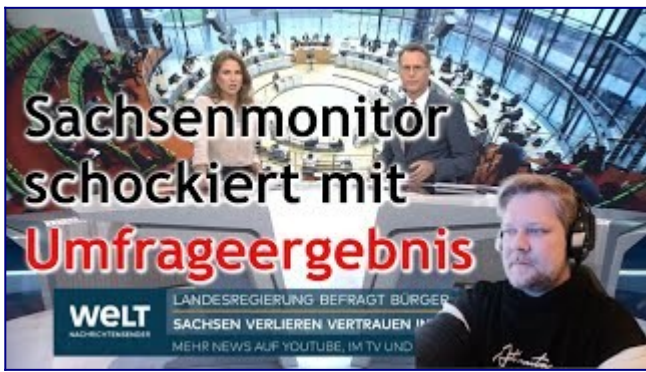 Sachsenmonitor
schockiert mit
Umfrageergebnis
WELT
NACHRICHTENSENDER
LANDESREGIERUNG BEFRAGT BÜRGER
SACHSEN VERLIEREN VERTRAUEN IN
MEHR NEWS AUF YOUTUBE, IM TV UND